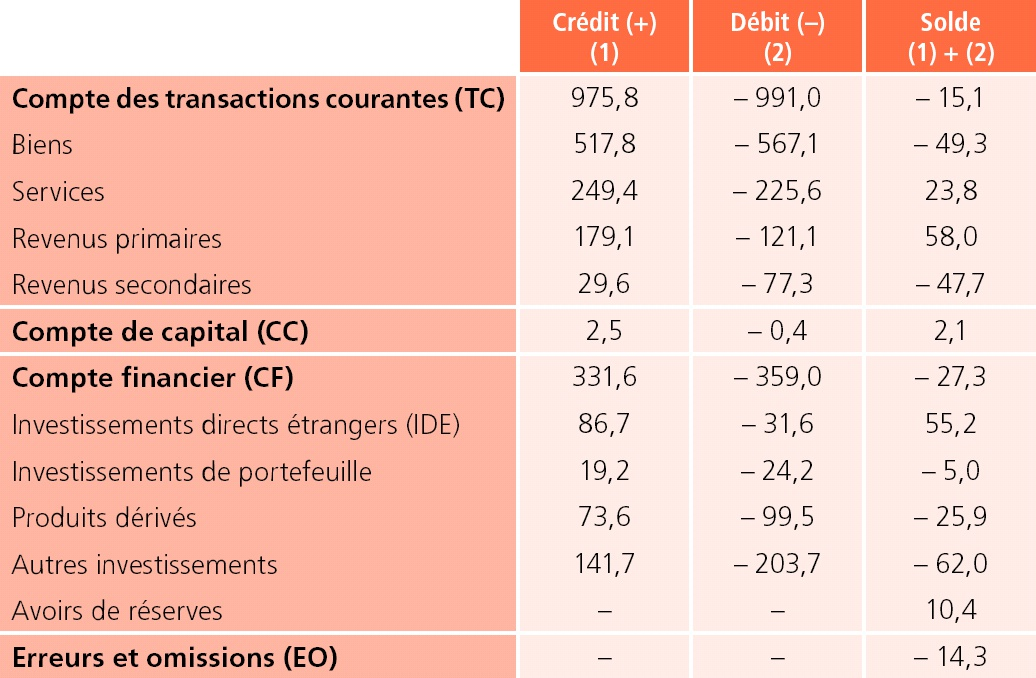 Crédit (+) Débit (–) Solde
(1) (2) (1) + (2)
Compte des transactions courantes (TC) 975,8 – 991,0 – 15,1
Biens 517,8 – 567,1 – 49,3
Services 249,4 – 225,6 23,8
Revenus primaires 179,1 – 121,1 58,0
Revenus secondaires 29,6 – 77,3 – 47,7
Compte de capital (CC) 2,5 – 0,4 2,1
Compte financier (CF) 331,6 – 359,0 – 27,3
Investissements directs étrangers (IDE) 86,7 – 31,6 55,2
Investissements de portefeuille 19,2 – 24,2 – 5,0
Produits dérivés 73,6 – 99,5 – 25,9
Autres investissements 141,7 – 203,7 – 62,0
Avoirs de réserves – – 10,4
Erreurs et omissions (EO) – – – 14,3